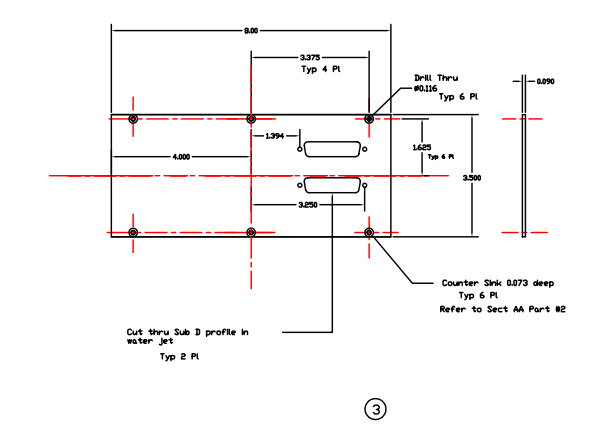 8.00
3.375
Typ 4 Pl
Drill Thru
ø0.116
Typ 6 Pl
0.090
1.394
1.625
Typ 6 Pl
4.000
3.500
3.250
Counter Sink 0.073 deep
Typ 6 Pl
Refer to Sect AA Part #2
Cut thru Sub D profile in
water jet
Typ 2 Pl
3